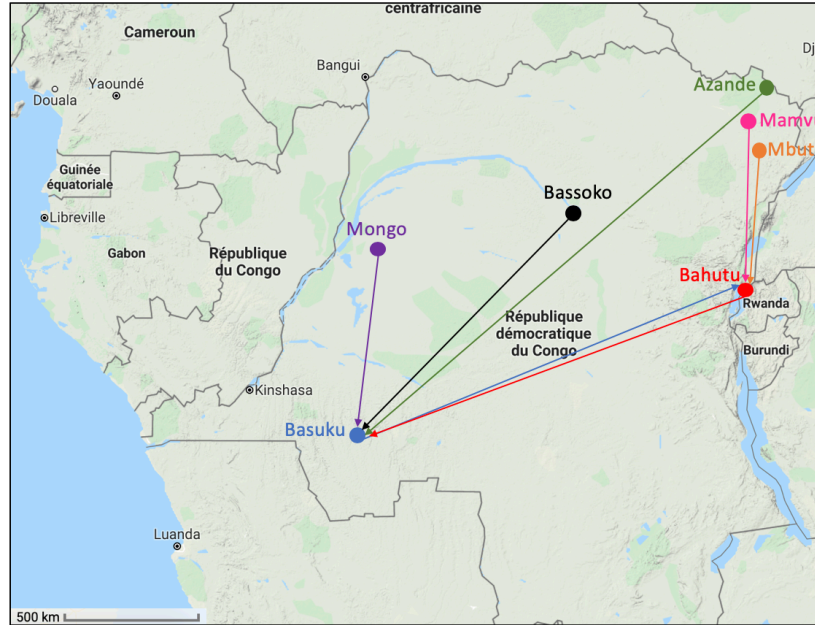 centrafricaine
Cameroun
Dj
Bangui
Azande
Yaoundé
Douala
Mamvu
Mbut
Guinée
équatoriale
Bassoko
Libreville
Mongo
Gabon
République
du Congo
Bahutu
Rwanda
République
démocratique
du Congo
Burundi
Kinshasa
Basuku
Luanda
500 km